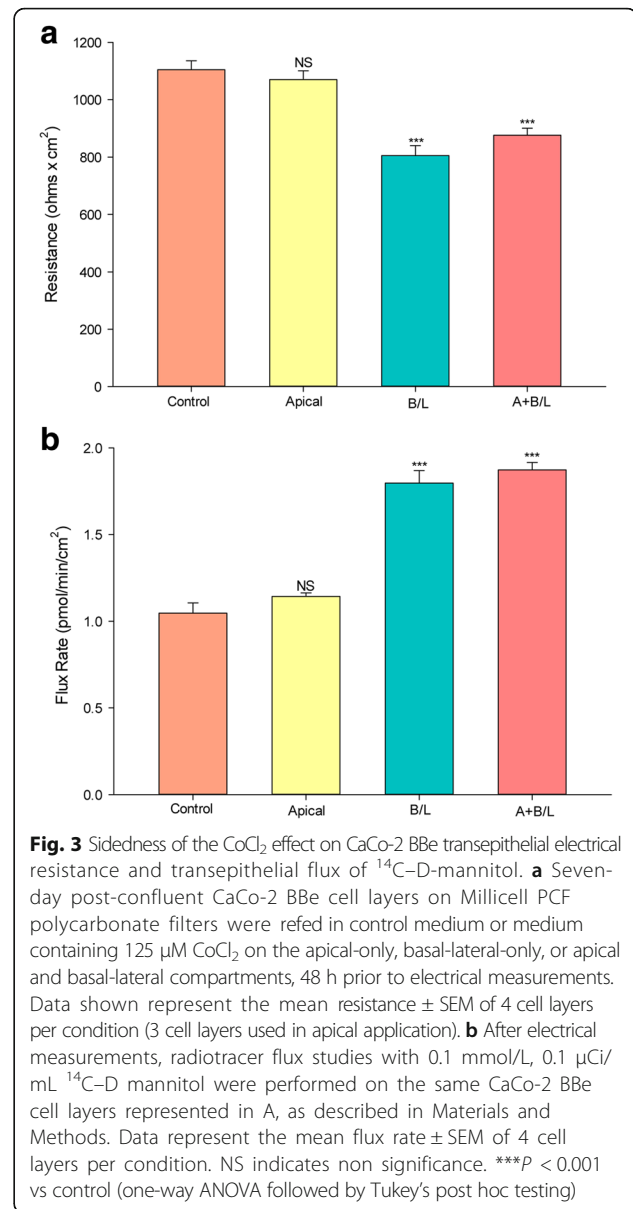 a
1200
1000
800
600
400
200
0
Resistance (ohms x cm²)
NS
***
***
Control Apical B/L A+B/L
b
2.0
1.5
1.0
0.5
0.0
Flux Rate (pmol/min/cm²)
NS
***
***
Control Apical B/L A+B/L
Fig. 3 Sidedness of the CoCl₂ effect on CaCo-2 BBe transepithelial electrical
resistance and transepithelial flux of ¹⁴C–D-mannitol. a Seven-
day post-confluent CaCo-2 BBe cell layers on Millicell PCF
polycarbonate filters were refed in control medium or medium
containing 125 μM CoCl₂ on the apical-only, basal-lateral-only, or apical
and basal-lateral compartments, 48 h prior to electrical measurements.
Data shown represent the mean resistance ± SEM of 4 cell layers
per condition (3 cell layers used in apical application). b After electrical
measurements, radiotracer flux studies with 0.1 mmol/L, 0.1 μCi/
mL ¹⁴C–D mannitol were performed on the same CaCo-2 BBe
cell layers represented in A, as described in Materials and
Methods. Data represent the mean flux rate ± SEM of 4 cell
layers per condition. NS indicates non significance. ***P < 0.001
vs control (one-way ANOVA followed by Tukey's post hoc testing)